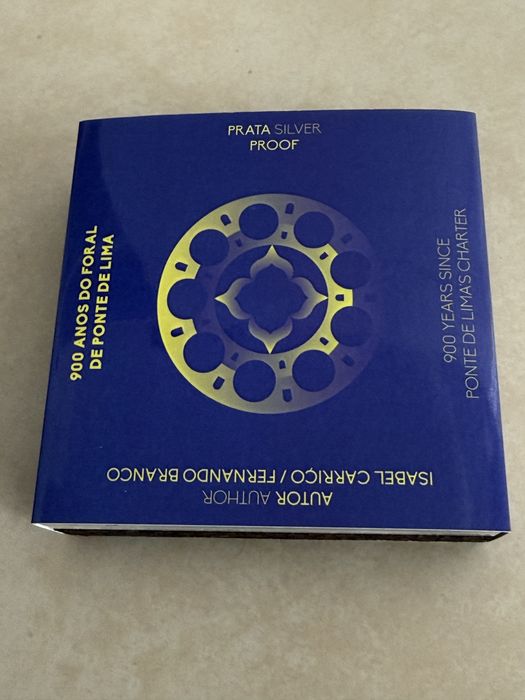 PRATA SILVER
PROOF
900 ANOS DO FORAL
DE PONTE DE LIMA
900 YEARS SINCE
PONTE DE LIMA'S CHARTER
AUTOR AUTHOR
ISABEL CARRIÇO / FERNANDO BRANCO